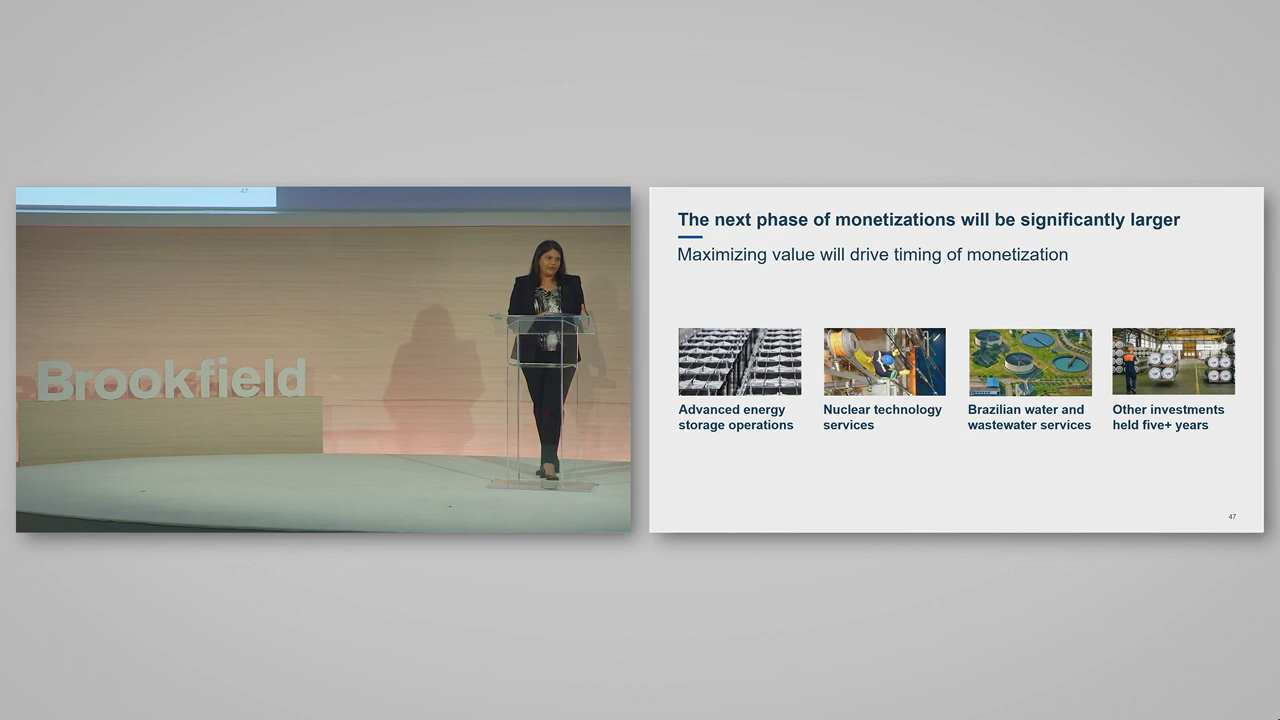 47
Brookfield
The next phase of monetizations will be significantly larger
Maximizing value will drive timing of monetization
Advanced energy
storage operations
Nuclear technology
services
Brazilian water and
wastewater services
Other investments
held five+ years
47